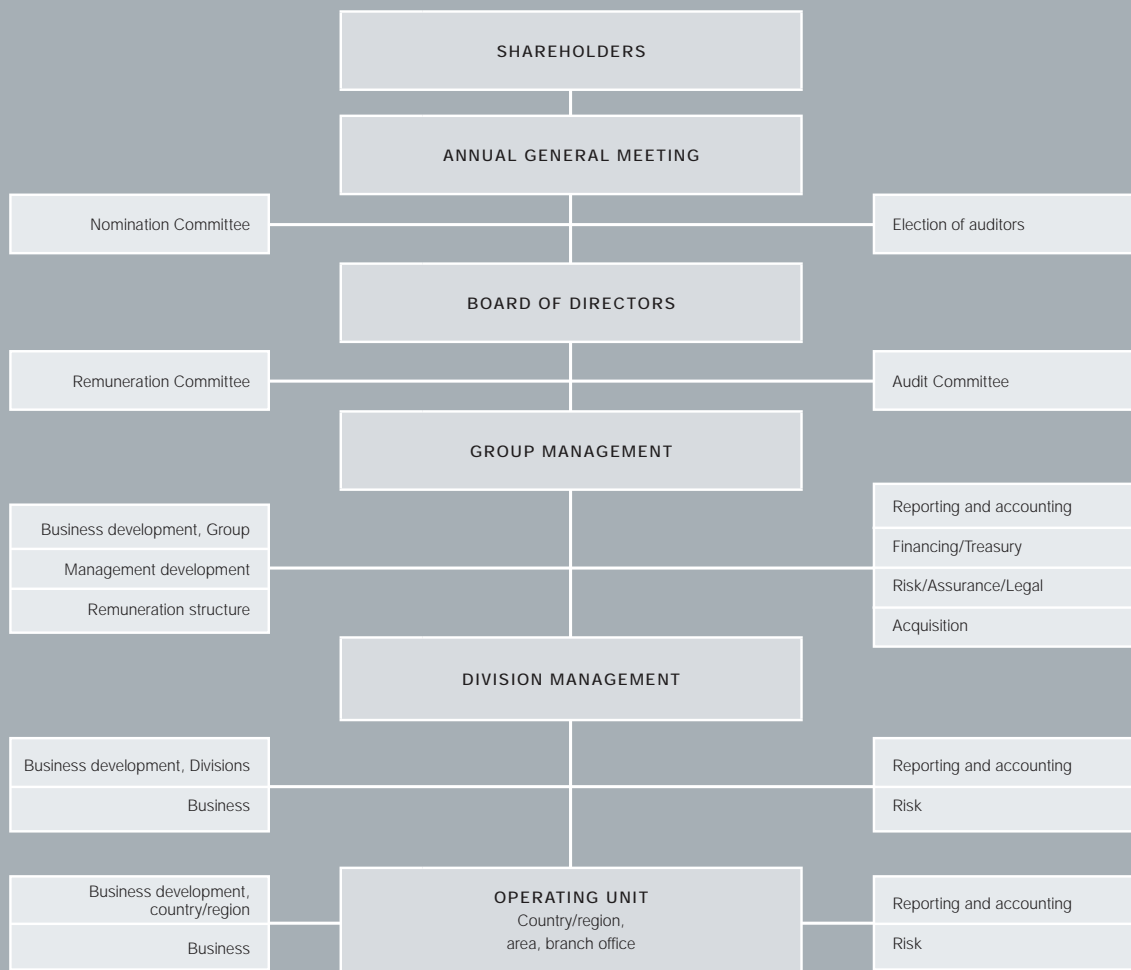 SHAREHOLDERS
ANNUAL GENERAL MEETING
Nomination Committee
Election of auditors
BOARD OF DIRECTORS
Remuneration Committee
Audit Committee
GROUP MANAGEMENT
Business development, Group
Management development
Remuneration structure
Reporting and accounting
Financing/Treasury
Risk/Assurance/Legal
Acquisition
DIVISION MANAGEMENT
Business development, Divisions
Business
Reporting and accounting
Risk
Business development,
country/region
Business
OPERATING UNIT
Country/region,
area, branch office
Reporting and accounting
Risk